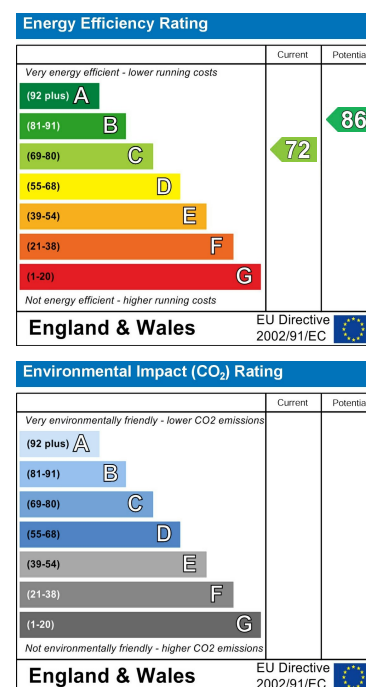 Energy Efficiency Rating
Current Potentia
Very energy efficient - lower running costs
(92 plus) A
(81-91) B
(69-80) C
(55-68) D
(39-54) E
(21-38) F
(1-20) G
72
86
Not energy efficient - higher running costs
England & Wales
EU Directive
2002/91/EC
Environmental Impact (CO₂) Rating
Current Potentia
Very environmentally friendly - lower CO2 emissions
(92 plus) A
(81-91) B
(69-80) C
(55-68) D
(39-54) E
(21-38) F
(1-20) G
Not environmentally friendly - higher CO2 emissions
England & Wales
EU Directive
2002/91/EC